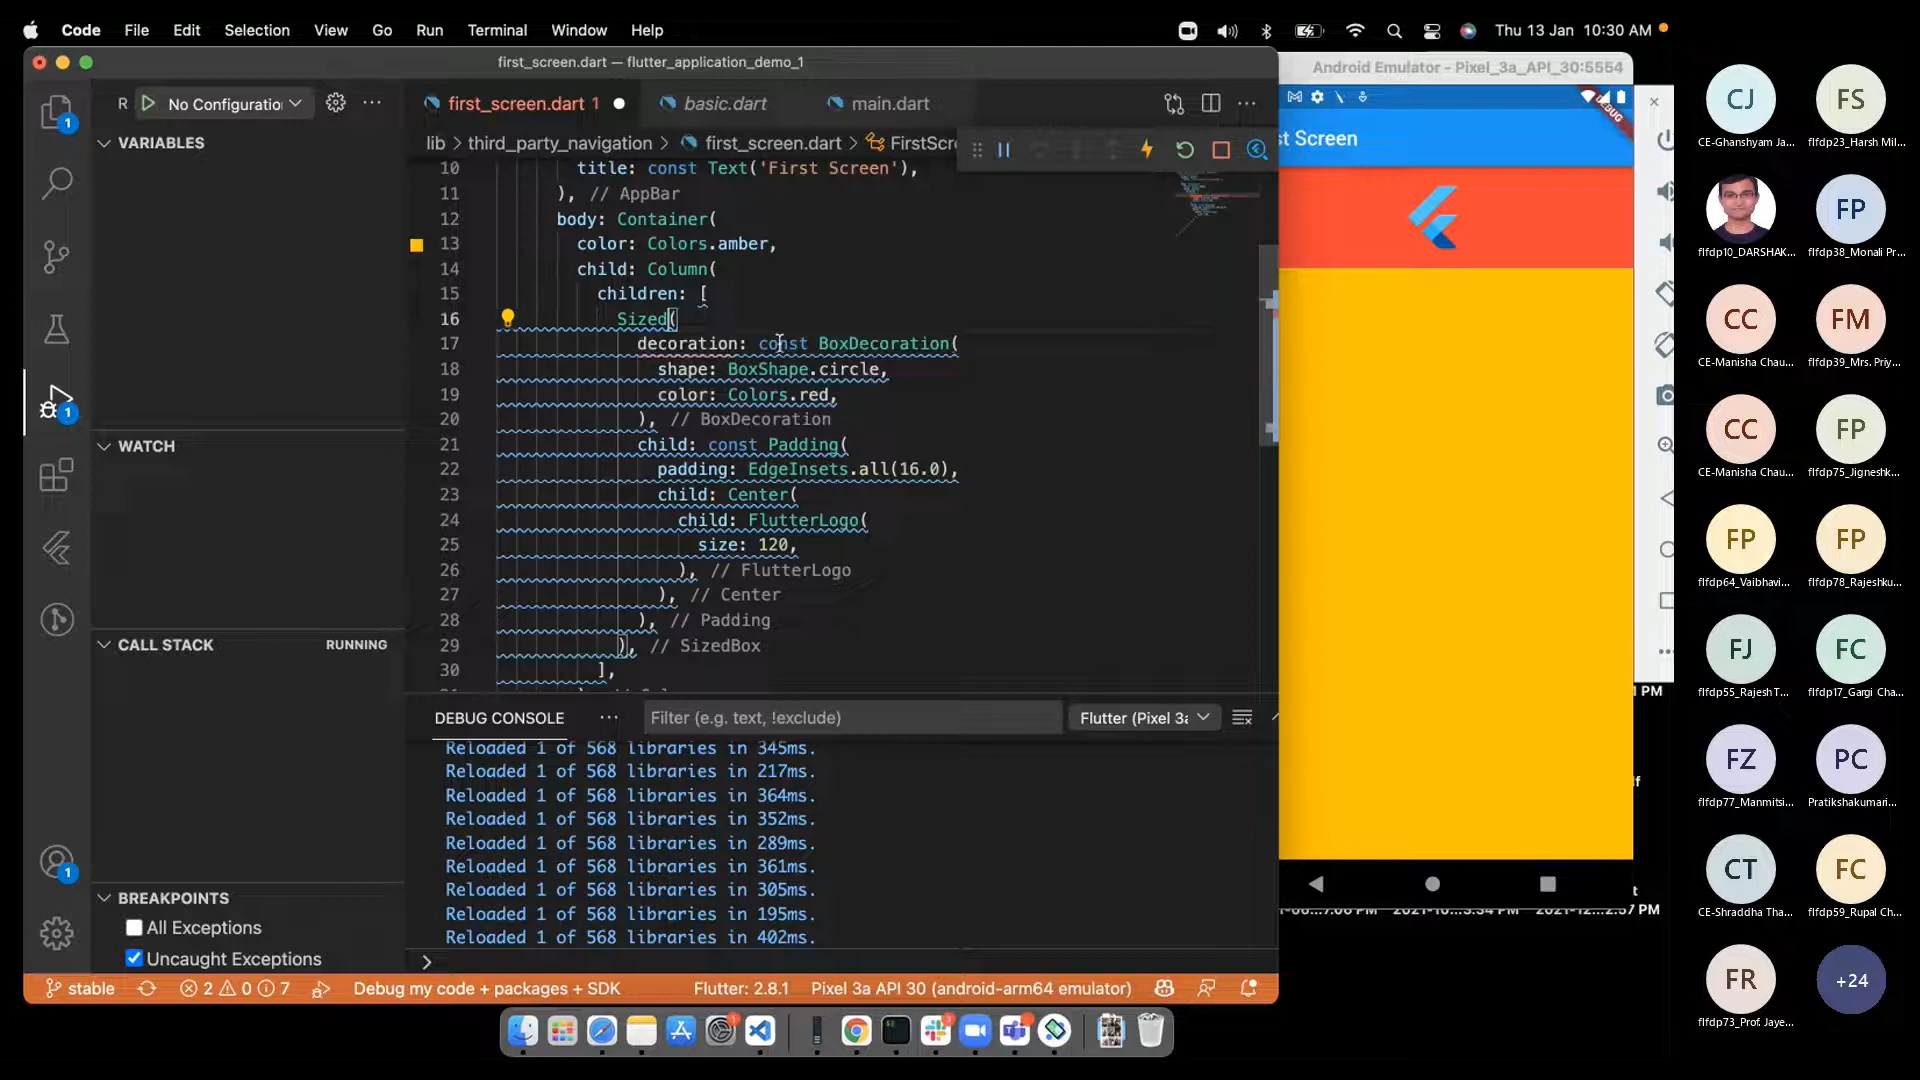 Code File Edit Selection View Go Run Terminal Window Help
Thu 13 Jan 10:30 AM
first_screen.dart — flutter_application_demo_1
R No Configuratio
first_screen.dart 1
basic.dart
main.dart
lib > third_party_navigation > first_screen.dart > FirstScre
VARIABLES
WATCH
CALL STACK
RUNNING
BREAKPOINTS
All Exceptions
Uncaught Exceptions
10 title: const Text('First Screen'),
11 ), // AppBar
12 body: Container(
13 color: Colors.amber,
14 child: Column(
15 children: [
16 Sized(
17 decoration: const BoxDecoration(
18 shape: BoxShape.circle,
19 color: Colors.red,
20 ), // BoxDecoration
21 child: const Padding(
22 padding: EdgeInsets.all(16.0),
23 child: Center(
24 child: FlutterLogo(
25 size: 120,
26 ), // FlutterLogo
27 ), // Center
28 ), // Padding
29 ), // SizedBox
30 ],
DEBUG CONSOLE
Filter (e.g. text, !exclude)
Flutter (Pixel 3a
Reloaded 1 of 568 libraries in 345ms.
Reloaded 1 of 568 libraries in 217ms.
Reloaded 1 of 568 libraries in 364ms.
Reloaded 1 of 568 libraries in 352ms.
Reloaded 1 of 568 libraries in 289ms.
Reloaded 1 of 568 libraries in 361ms.
Reloaded 1 of 568 libraries in 305ms.
Reloaded 1 of 568 libraries in 195ms.
Reloaded 1 of 568 libraries in 402ms.
stable
2 0 7
Debug my code + packages + SDK
Flutter: 2.8.1
Pixel 3a API 30 (android-arm64 emulator)
Android Emulator - Pixel_3a_API_30:5554
DEBUG
st Screen
1 PM
CJ
CE-Ghanshyam Ja...
FS
flfdp23_Harsh Mil...
flfdp10_DARSHAK...
FP
flfdp38_Monali Pr...
CC
CE-Manisha Chau...
FM
flfdp39_Mrs. Priy...
CC
CE-Manisha Chau...
FP
flfdp75_Jigneshk...
FP
flfdp64_Vaibhavi...
FP
flfdp78_Rajeshku...
FJ
flfdp55_Rajesh T...
FC
flfdp17_Gargi Cha...
FZ
flfdp77_Manmitsi...
PC
Pratikshakumari...
CT
CE-Shraddha Tha...
FC
flfdp59_Rupal Ch...
FR
flfdp73_Prof. Jaye...
+24